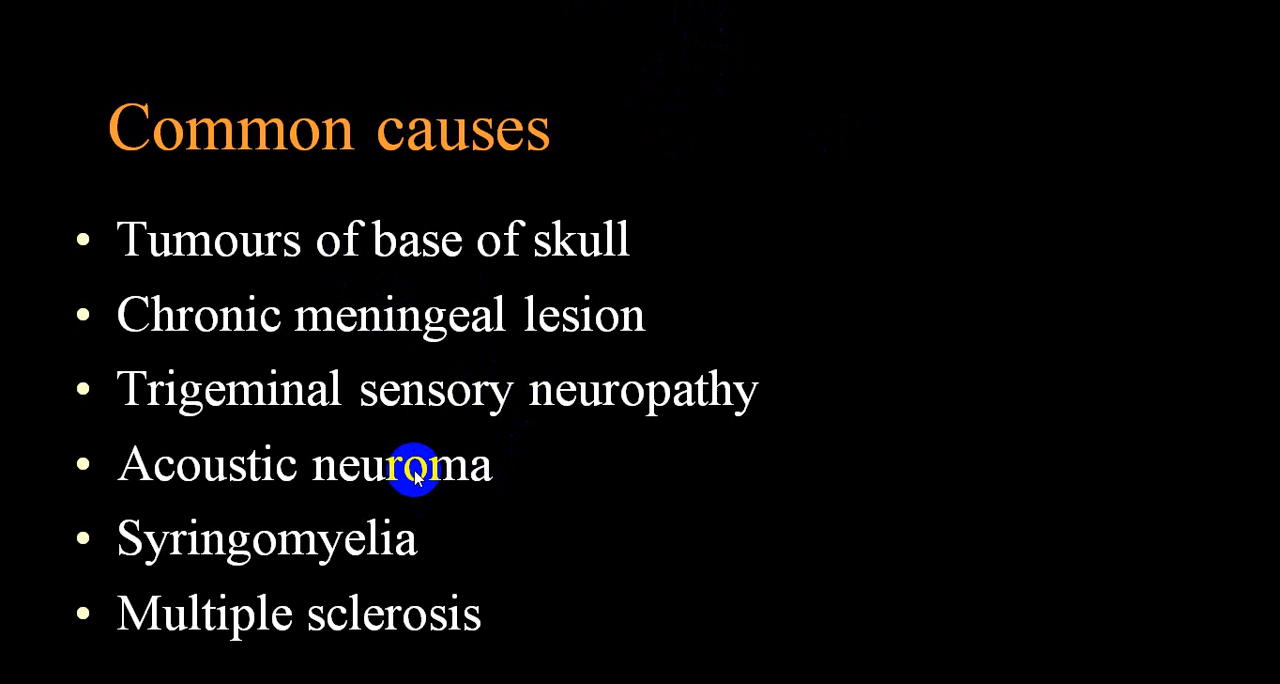 Common causes
• Tumours of base of skull
• Chronic meningeal lesion
• Trigeminal sensory neuropathy
• Acoustic neuroma
• Syringomyelia
• Multiple sclerosis